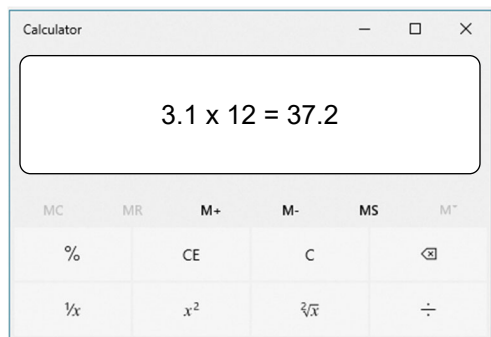 Calculator
3.1 x 12 = 37.2
MC MR M+ M- MS M˅
% CE C
¹/x x² ²√x ÷